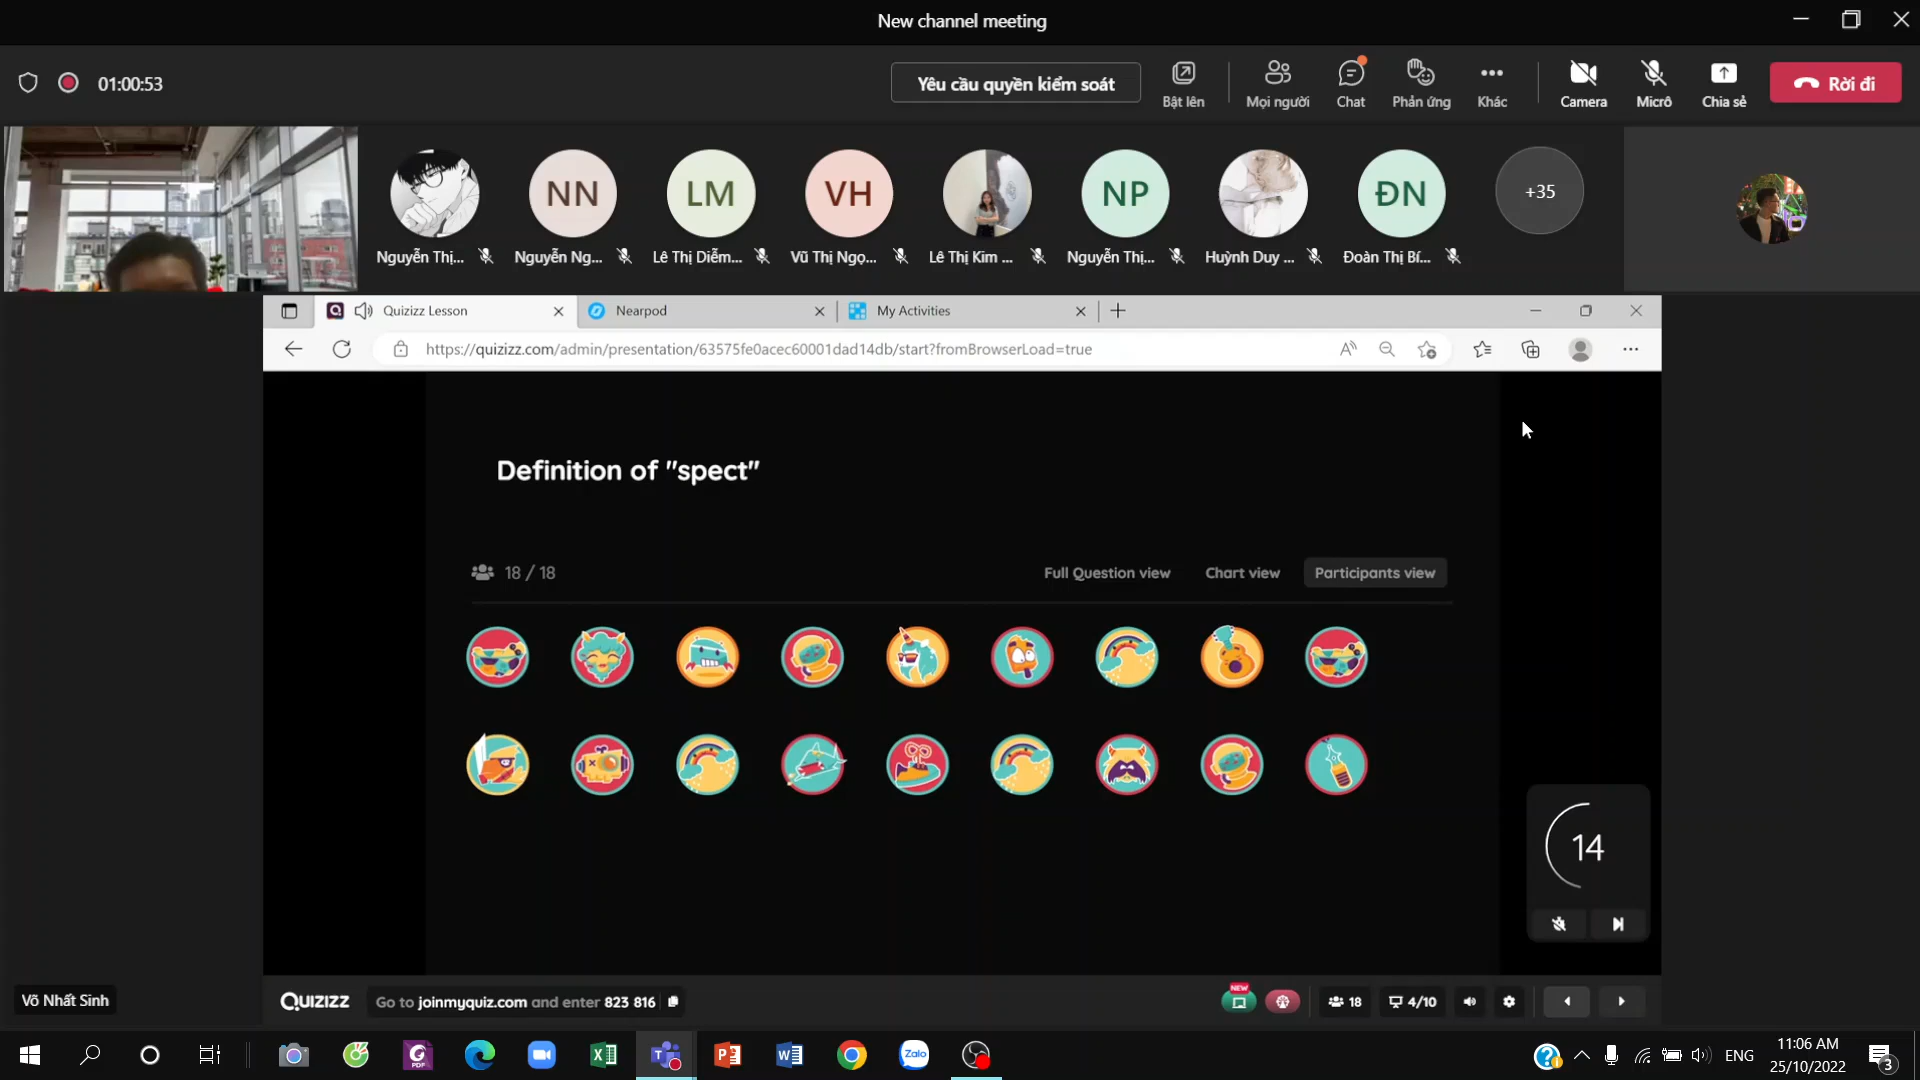 New channel meeting
01:00:53
Yêu cầu quyền kiểm soát
Bật lên
Mọi người
Chat
Phản ứng
Khác
Camera
Micrô
Chia sẻ
Rời đi
NN
LM
VH
NP
ĐN
+35
Nguyễn Thị...
Nguyễn Ng...
Lê Thị Diễm...
Vũ Thị Ngọ...
Lê Thị Kim ...
Nguyễn Thị...
Huỳnh Duy ...
Đoàn Thị Bí...
Quizizz Lesson
Nearpod
My Activities
https://quizizz.com/admin/presentation/63575fe0acec60001dad14db/start?fromBrowserLoad=true
Definition of "spect"
18 / 18
Full Question view
Chart view
Participants view
14
Võ Nhất Sinh
QUIZIZZ
Go to joinmyquiz.com and enter 823 816
NEW
18
4/10
PDF
Zalo
ENG
11:06 AM
25/10/2022
3